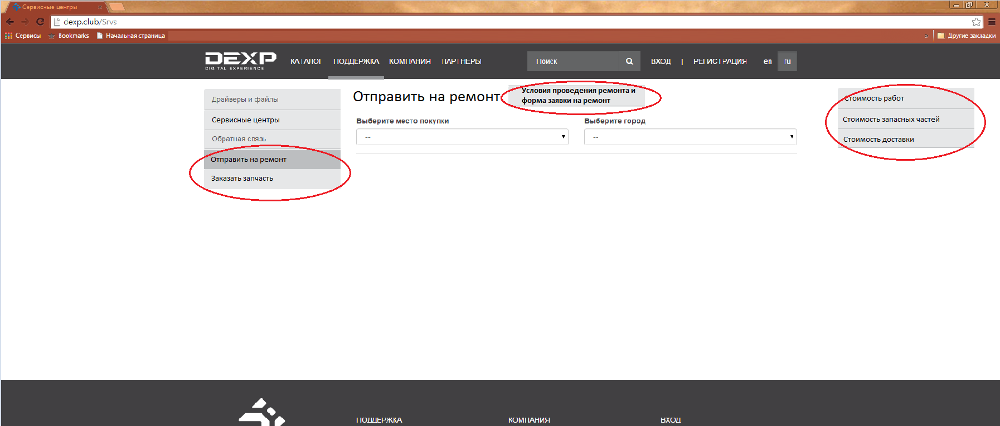 Сервисные центры
dexp.club/Srvs
Сервисы
Bookmarks
Начальная страница
»
Другие закладки
DEXP
DIGITAL EXPERIENCE
КАТАЛОГ
ПОДДЕРЖКА
КОМПАНИЯ
ПАРТНЕРЫ
Поиск
ВХОД
|
РЕГИСТРАЦИЯ
en
ru
Драйверы и файлы
Сервисные центры
Обратная связь
Отправить на ремонт
Заказать запчасть
Отправить на ремонт
Условия проведения ремонта и
форма заявки на ремонт
Выберите место покупки
--
Выберите город
--
Стоимость работ
Стоимость запасных частей
Стоимость доставки
ПОДДЕРЖКА
КОМПАНИЯ
ВХОД